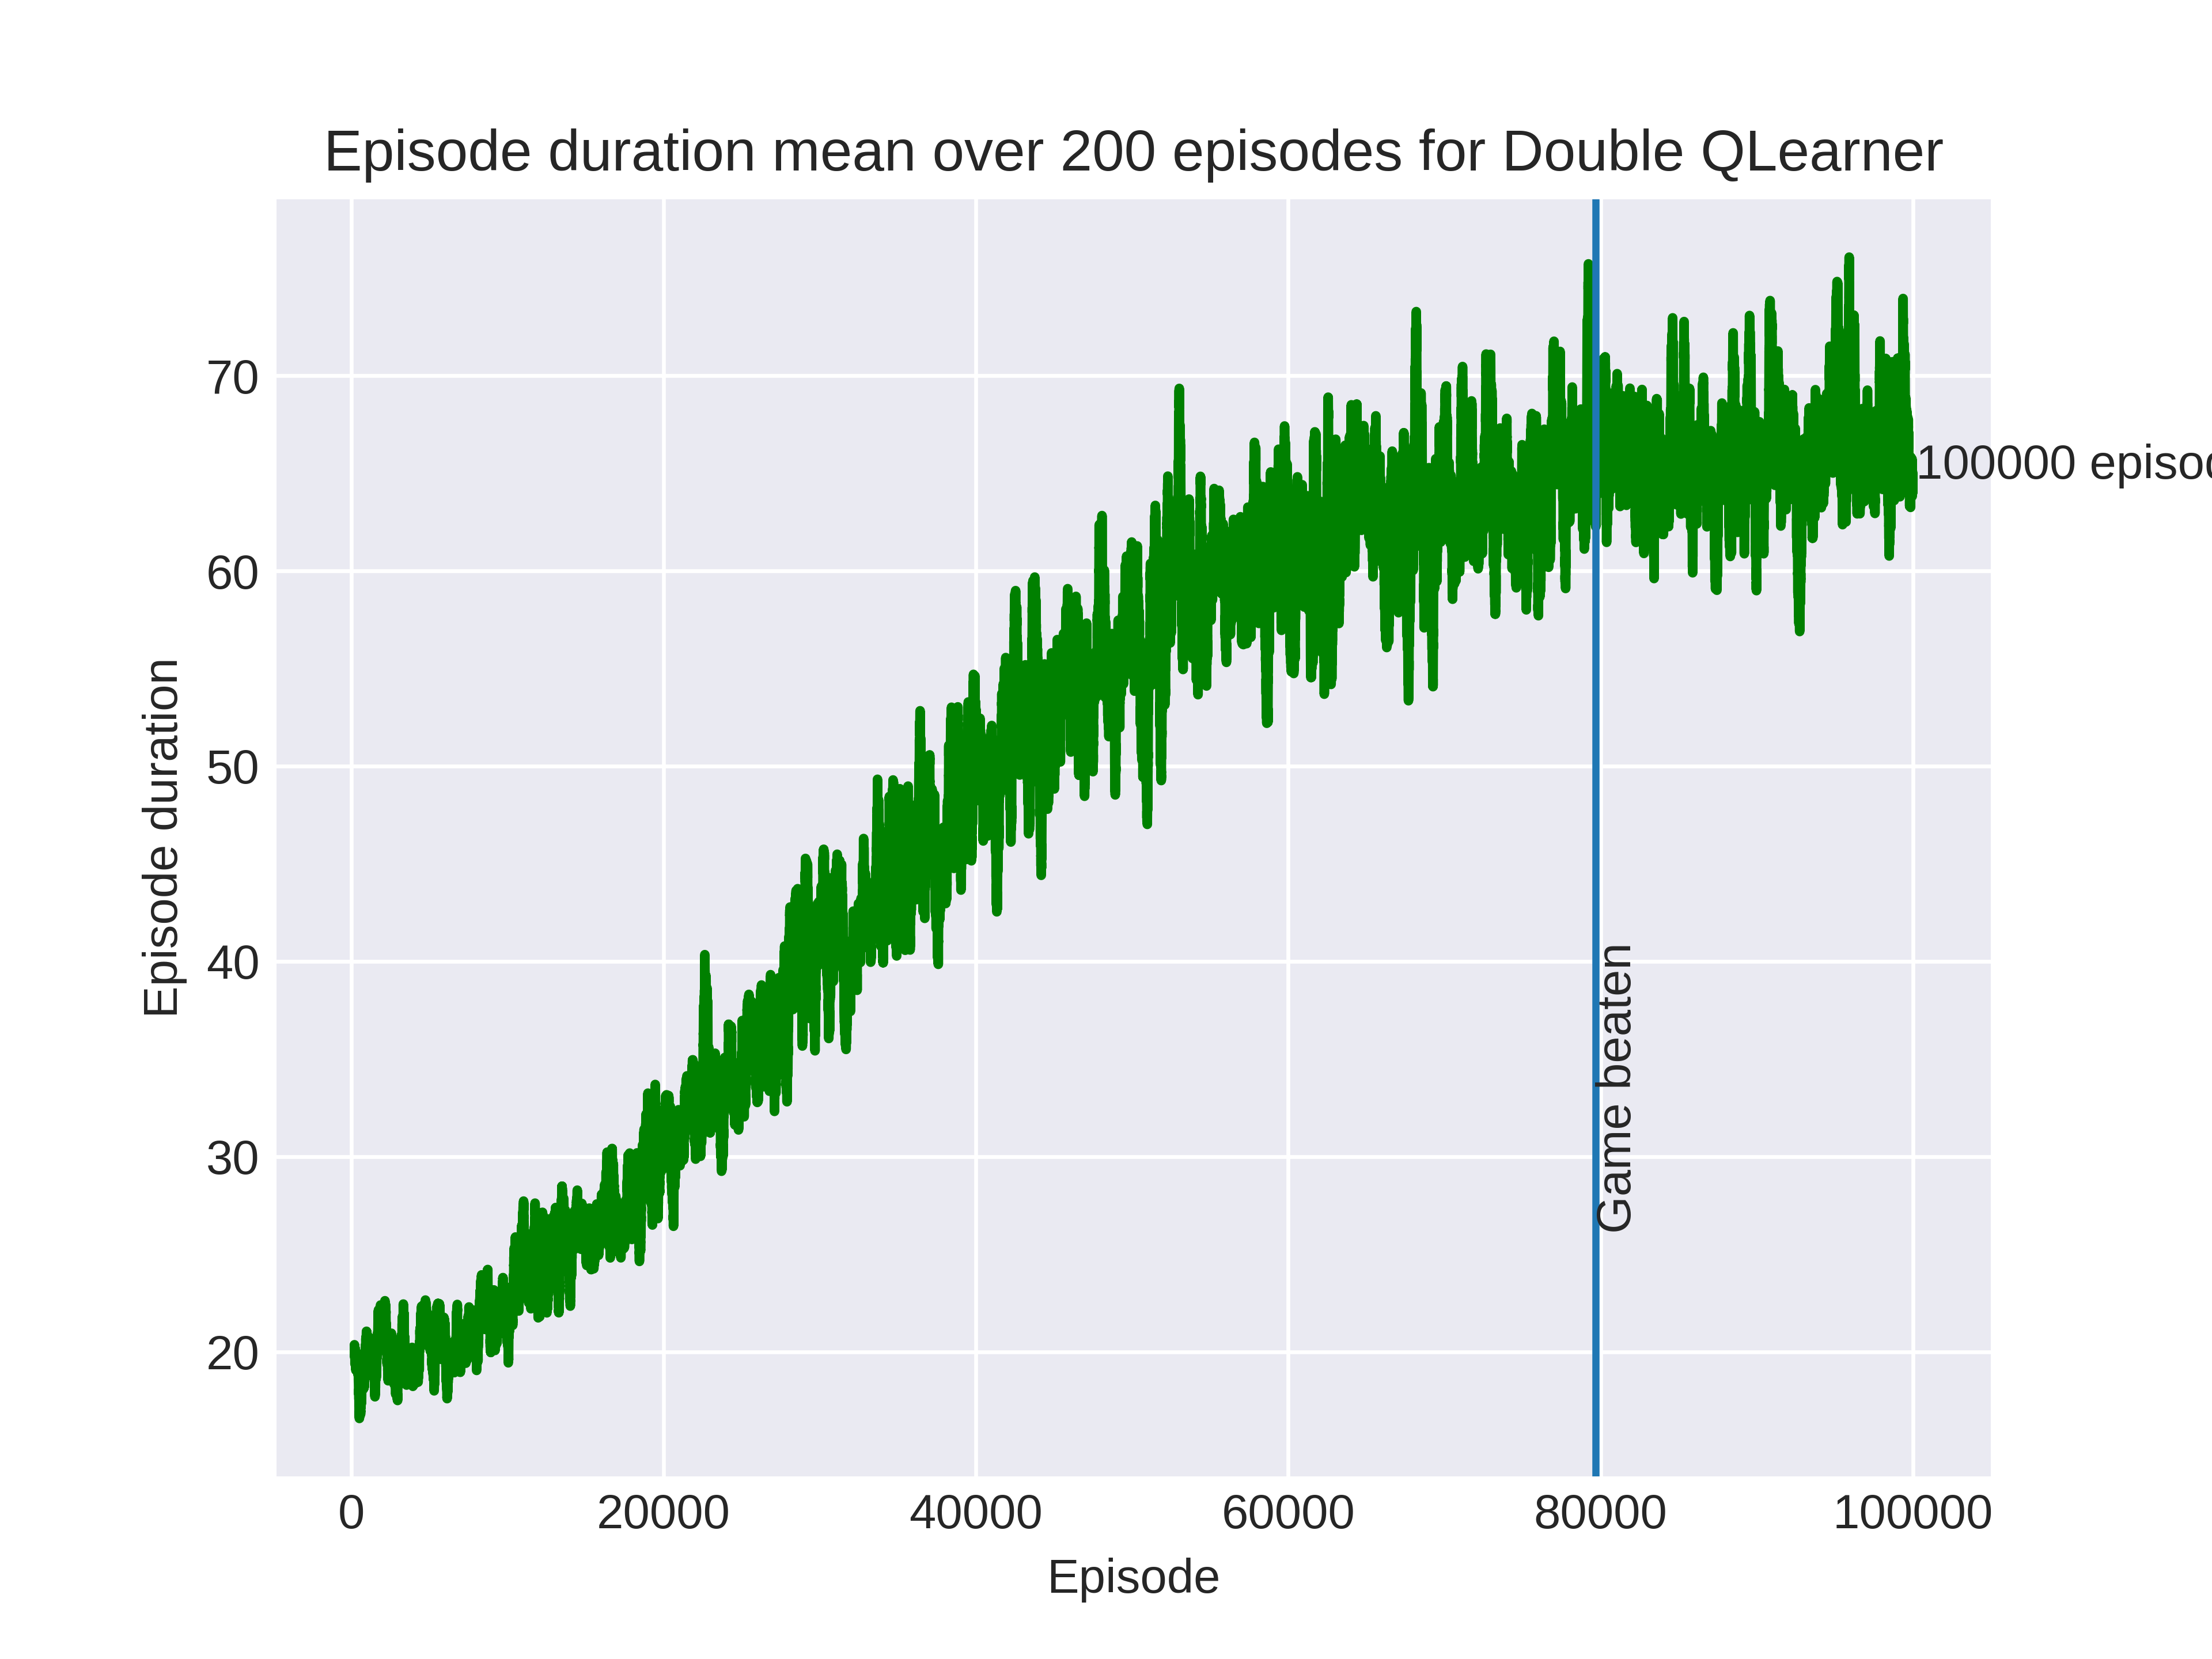 Episode duration mean over 200 episodes for Double QLearner
Episode duration
70
60
50
40
30
20
100000 episo
Game beaten
0 20000 40000 60000 80000 100000
Episode